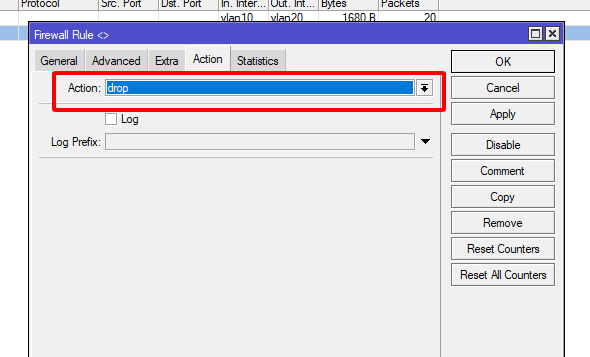 Protocol Src. Port Dst. Port In. Inter... Out. Int... Bytes Packets
vlan10 vlan20 1680 B 20
Firewall Rule <>
General Advanced Extra Action Statistics
OK
Action: drop
Cancel
Log
Apply
Log Prefix:
Disable
Comment
Copy
Remove
Reset Counters
Reset All Counters